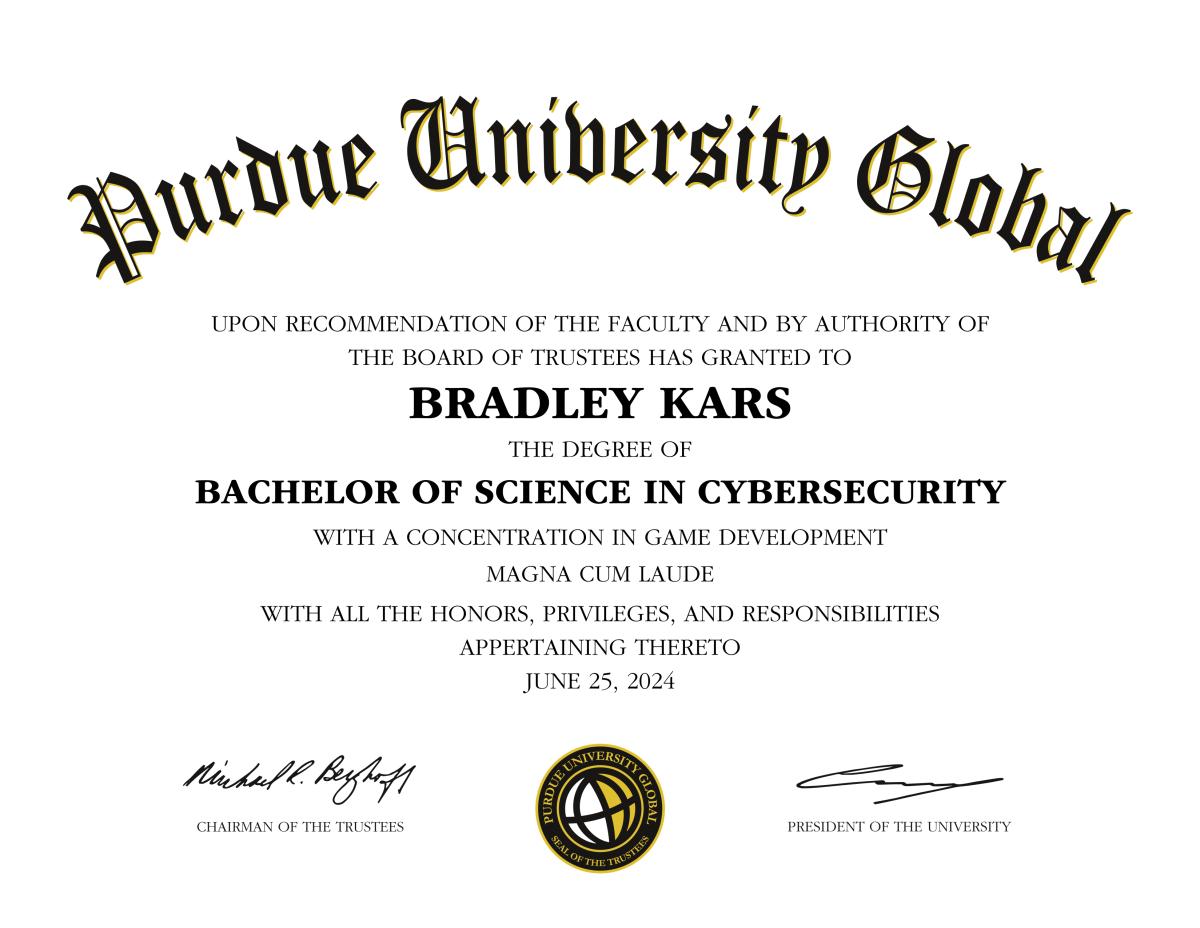 Purdue University Global
UPON RECOMMENDATION OF THE FACULTY AND BY AUTHORITY OF
THE BOARD OF TRUSTEES HAS GRANTED TO
BRADLEY KARS
THE DEGREE OF
BACHELOR OF SCIENCE IN CYBERSECURITY
WITH A CONCENTRATION IN GAME DEVELOPMENT
MAGNA CUM LAUDE
WITH ALL THE HONORS, PRIVILEGES, AND RESPONSIBILITIES
APPERTAINING THERETO
JUNE 25, 2024
Michael R. Berghoff
CHAIRMAN OF THE TRUSTEES
PURDUE UNIVERSITY GLOBAL
SEAL OF THE TRUSTEES
PRESIDENT OF THE UNIVERSITY